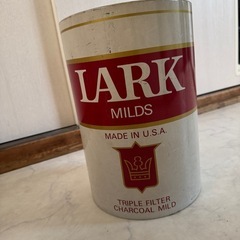 LARK
MILDS
MADE IN U.S.A.
TRIPLE FILTER
CHARCOAL MILD